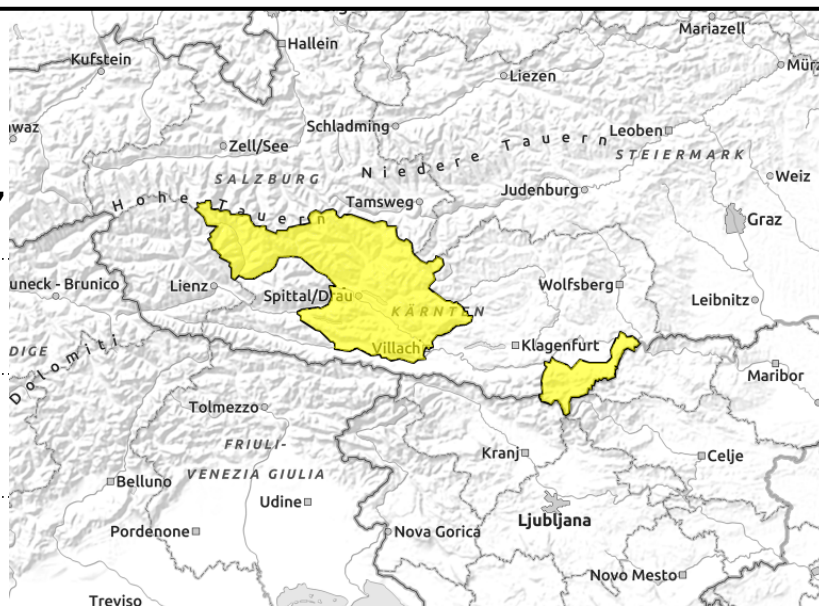 Mariazell
Hallein
Kufstein
Mürz
Liezen
waz
Schladming
Leoben
Zell/See
Niedere Tauern
STEIERMARK
SALZBURG
Weiz
Hohe Tauern
Tamsweg
Judenburg
Graz
uneck - Brunico
Lienz
Spittal/Drau
Wolfsberg
Leibnitz
KÄRNTEN
Villach
Klagenfurt
DIGE
Dolomiti
Maribor
Tolmezzo
FRIULI-
VENEZIA GIULIA
Kranj
Celje
Belluno
Udine
Ljubljana
Pordenone
Nova Gorica
Novo Mesto
Treviso